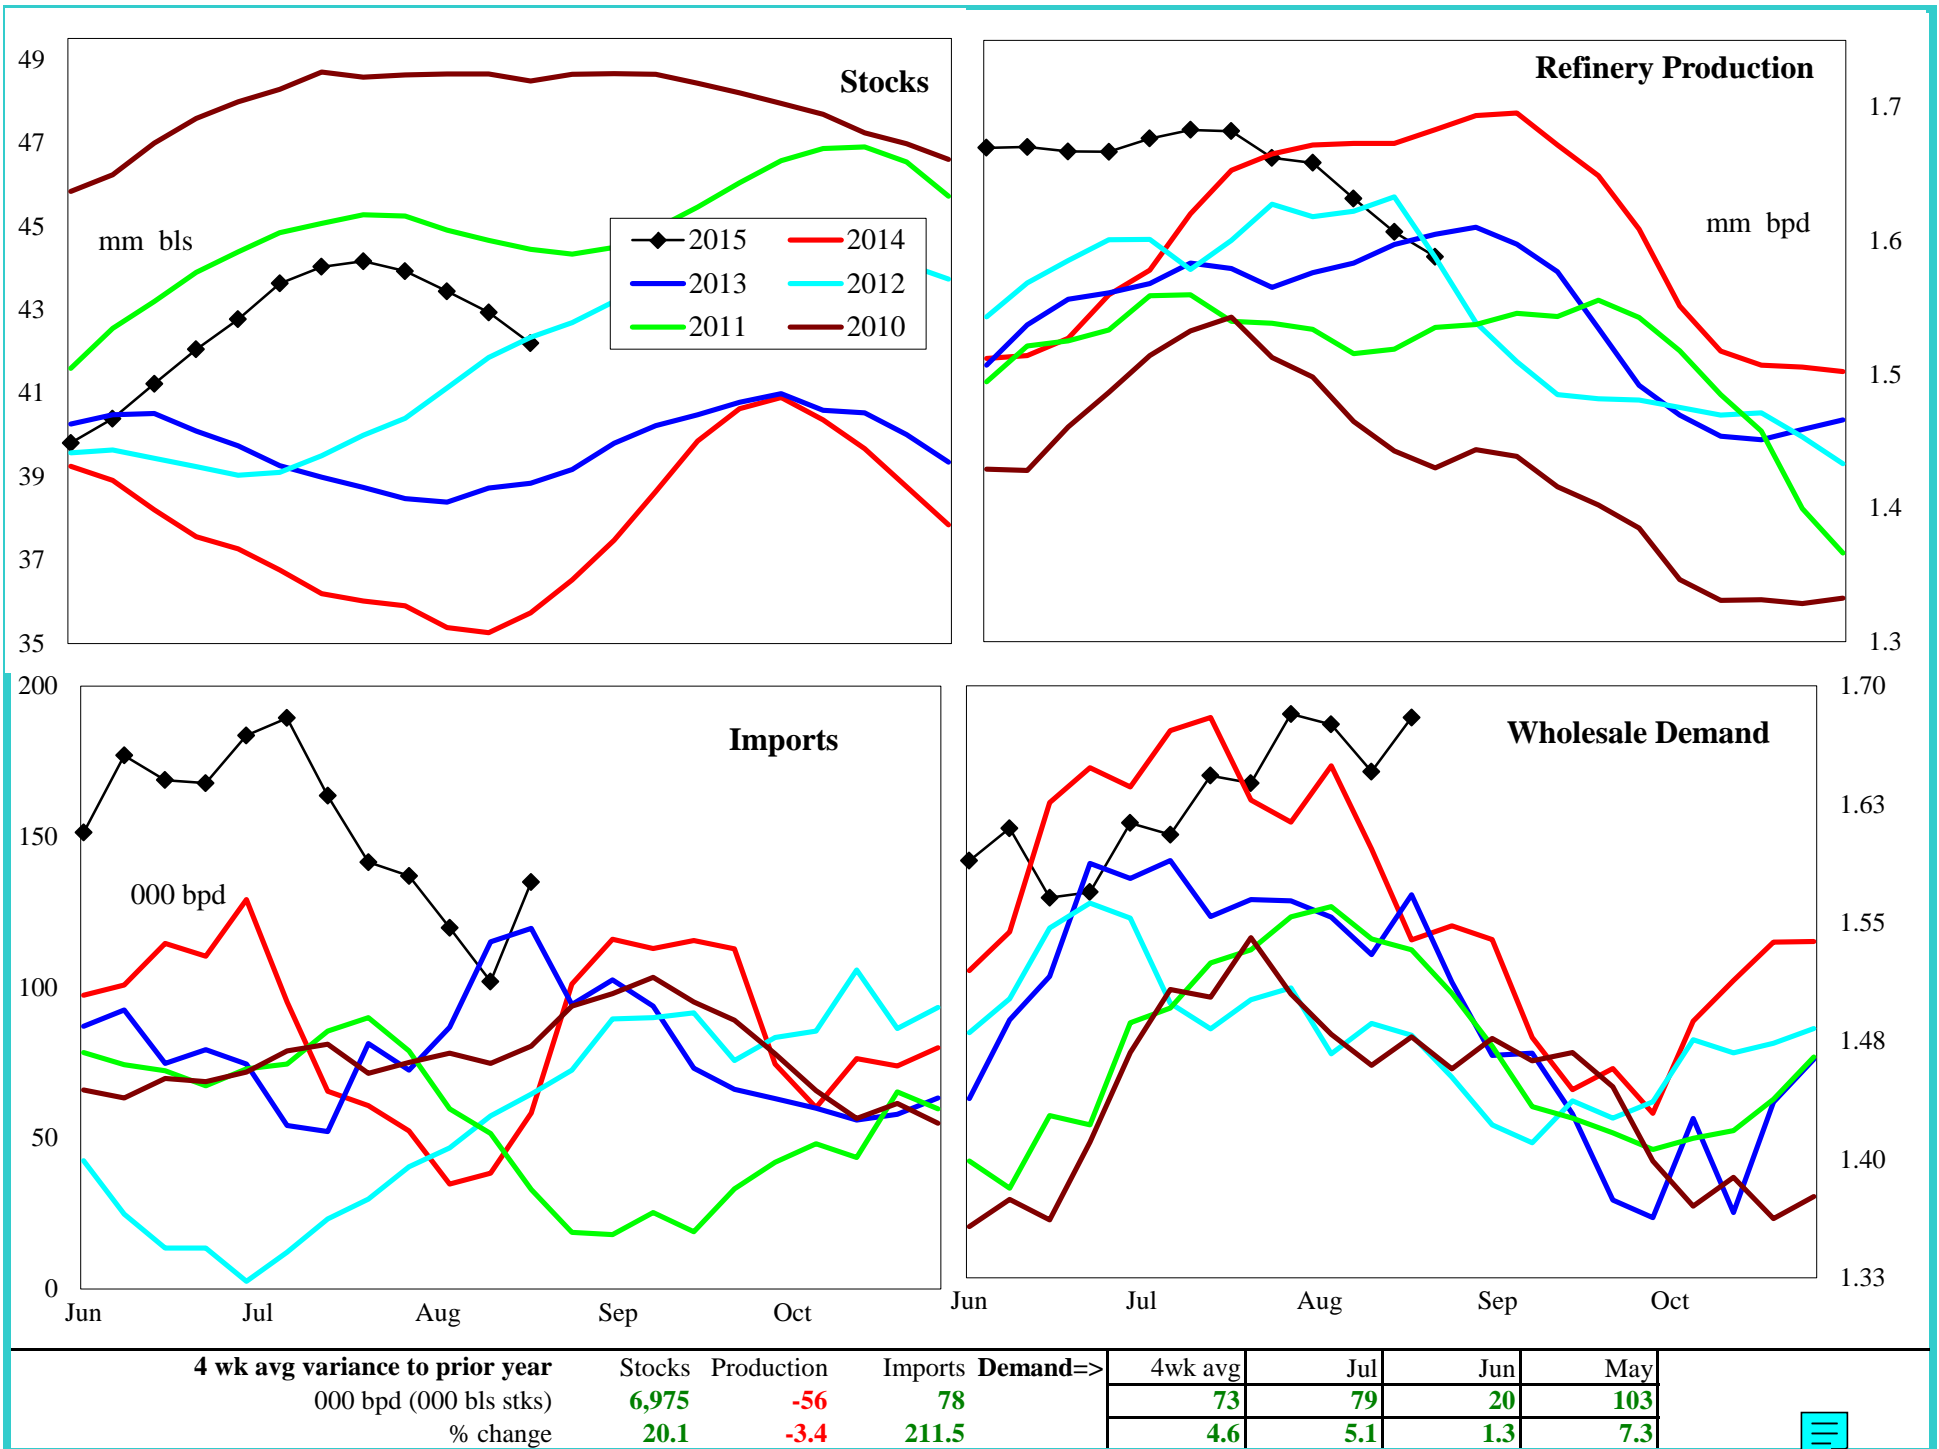 Stocks
49
47
45
43
41
39
37
35
mm bls
2015 2014
2013 2012
2011 2010
Refinery Production
mm bpd
1.7
1.6
1.5
1.4
1.3
Imports
200
150
100
50
0
000 bpd
Jun Jul Aug Sep Oct
Wholesale Demand
1.70
1.63
1.55
1.48
1.40
1.33
Jun Jul Aug Sep Oct
4 wk avg variance to prior year Stocks Production Imports Demand=> 4wk avg Jul Jun May
000 bpd (000 bls stks) 6,975 -56 78 73 79 20 103
% change 20.1 -3.4 211.5 4.6 5.1 1.3 7.3